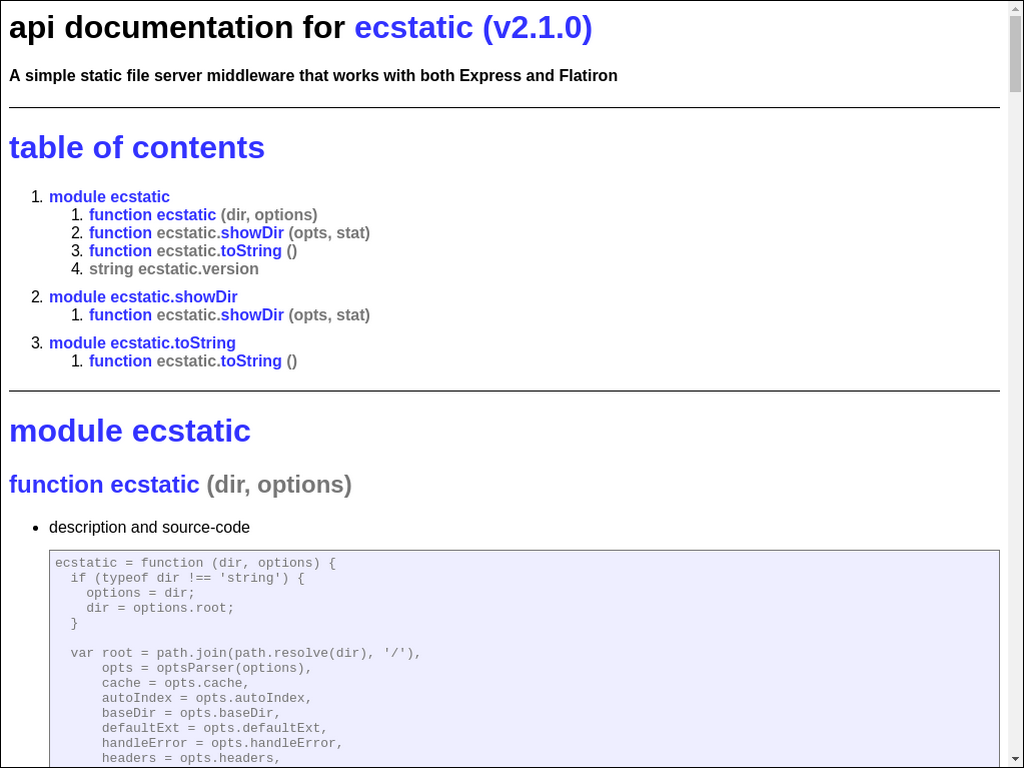 api documentation for ecstatic (v2.1.0)
A simple static file server middleware that works with both Express and Flatiron
table of contents
1. module ecstatic
1. function ecstatic (dir, options)
2. function ecstatic.showDir (opts, stat)
3. function ecstatic.toString ()
4. string ecstatic.version
2. module ecstatic.showDir
1. function ecstatic.showDir (opts, stat)
3. module ecstatic.toString
1. function ecstatic.toString ()
module ecstatic
function ecstatic (dir, options)
• description and source-code
ecstatic = function (dir, options) {
  if (typeof dir !== 'string') {
    options = dir;
    dir = options.root;
  }
  var root = path.join(path.resolve(dir), '/'),
      opts = optsParser(options),
      cache = opts.cache,
      autoIndex = opts.autoIndex,
      baseDir = opts.baseDir,
      defaultExt = opts.defaultExt,
      handleError = opts.handleError,
      headers = opts.headers,